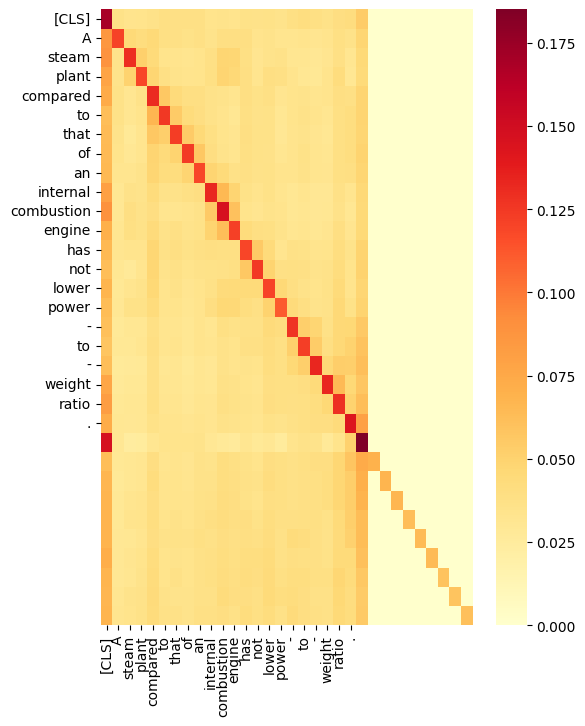 [CLS]
A
steam
plant
compared
to
that
of
an
internal
combustion
engine
has
not
lower
power
-
to
-
weight
ratio
.
[CLS]
A
steam
plant
compared
to
that
of
an
internal
combustion
engine
has
not
lower
power
-
to
-
weight
ratio
.
0.175
0.150
0.125
0.100
0.075
0.050
0.025
0.000